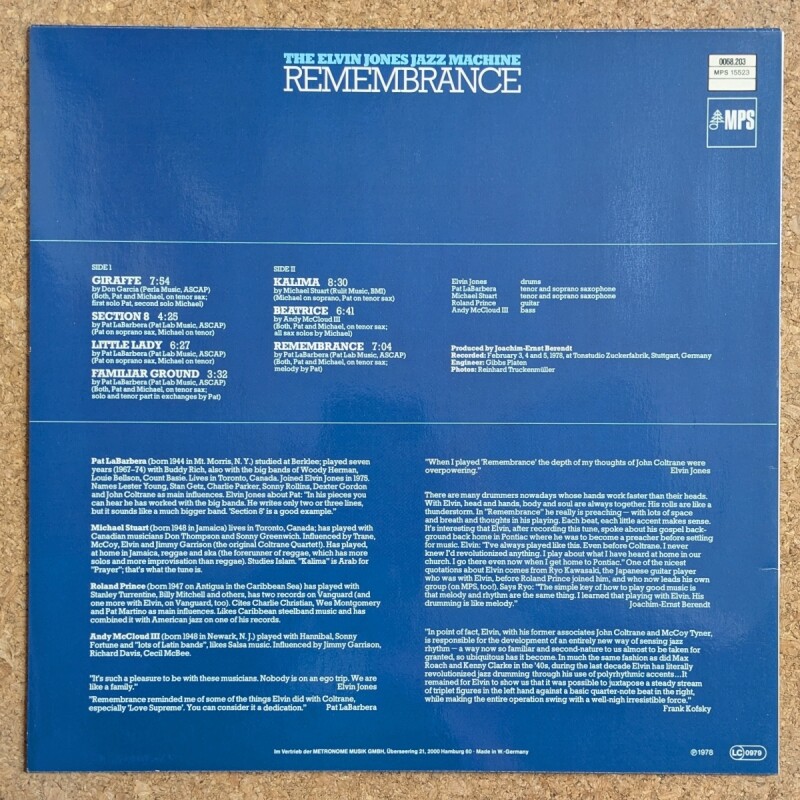 THE ELVIN JONES JAZZ MACHINE
REMEMBRANCE
0068.203
MPS 15523
MPS
SIDE I
GIRAFFE 7:54
by Don Garcia (Perla Music, ASCAP)
(Both, Pat and Michael, on tenor sax;
first solo Pat, second solo Michael)
SECTION 8 4:25
by Pat LaBarbera (Pat Lab Music, ASCAP)
(Pat on soprano sax, Michael on tenor)
LITTLE LADY 6:27
by Pat LaBarbera (Pat Lab Music, ASCAP)
(Pat on soprano sax, Michael on tenor)
FAMILIAR GROUND 3:32
by Pat LaBarbera (Pat Lab Music, ASCAP)
(Both, Pat and Michael, on tenor sax;
solo and tenor part in exchanges by Pat)
SIDE II
KALIMA 8:30
by Michael Stuart (Rulit Music, BMI)
(Michael on soprano, Pat on tenor sax)
BEATRICE 6:41
by Andy McCloud III
(Both, Pat and Michael, on tenor sax;
all sax solos by Michael)
REMEMBRANCE 7:04
by Pat LaBarbera (Pat Lab Music, ASCAP)
(Both, Pat and Michael, on tenor sax;
melody by Pat)
Elvin Jones drums
Pat LaBarbera tenor and soprano saxophone
Michael Stuart tenor and soprano saxophone
Roland Prince guitar
Andy McCloud III bass
Produced by Joachim-Ernst Berendt
Recorded: February 3, 4 and 5, 1978, at Tonstudio Zuckerfabrik, Stuttgart, Germany
Engineer: Gibbs Platen
Photos: Reinhard Truckenmüller
Pat LaBarbera (born 1944 in Mt. Morris, N.Y.) studied at Berklee; played seven
years (1967–74) with Buddy Rich, also with the big bands of Woody Herman,
Louie Bellson, Count Basie. Lives in Toronto, Canada. Joined Elvin Jones in 1975.
Names Lester Young, Stan Getz, Charlie Parker, Sonny Rollins, Dexter Gordon
and John Coltrane as main influences. Elvin Jones about Pat: "In his pieces you
can hear he has worked with the big bands. He writes only two or three lines,
but it sounds like a much bigger band. 'Section 8' is a good example."
Michael Stuart (born 1948 in Jamaica) lives in Toronto, Canada; has played with
Canadian musicians Don Thompson and Sonny Greenwich. Influenced by Trane,
McCoy, Elvin and Jimmy Garrison (the original Coltrane Quartet!). Has played,
at home in Jamaica, reggae and ska (the forerunner of reggae, which has more
solos and more improvisation than reggae). Studies Islam. "Kalima" is Arab for
"Prayer"; that's what the tune is.
Roland Prince (born 1947 on Antigua in the Caribbean Sea) has played with
Stanley Turrentine, Billy Mitchell and others, has two records on Vanguard (and
one more with Elvin, on Vanguard, too). Cites Charlie Christian, Wes Montgomery
and Pat Martino as main influences. Likes Caribbean steelband music and has
combined it with American jazz on one of his records.
Andy McCloud III (born 1948 in Newark, N.J.) played with Hannibal, Sonny
Fortune and "lots of Latin bands", likes Salsa music. Influenced by Jimmy Garrison,
Richard Davis, Cecil McBee.
"It's such a pleasure to be with these musicians. Nobody is on an ego trip. We are
like a family." Elvin Jones
"Remembrance reminded me of some of the things Elvin did with Coltrane,
especially 'Love Supreme'. You can consider it a dedication." Pat LaBarbera
"When I played 'Remembrance' the depth of my thoughts of John Coltrane were
overpowering." Elvin Jones
There are many drummers nowadays whose hands work faster than their heads.
With Elvin, head and hands, body and soul are always together. His rolls are like a
thunderstorm. In "Remembrance" he really is preaching – with lots of space
and breath and thoughts in his playing. Each beat, each little accent makes sense.
It's interesting that Elvin, after recording this tune, spoke about his gospel back-
ground back home in Pontiac where he was to become a preacher before settling
for music. Elvin: "I've always played like this. Even before Coltrane. I never
knew I'd revolutionized anything. I play about what I have heard at home in our
church. I go there even now when I get home to Pontiac." One of the nicest
quotations about Elvin comes from Ryo Kawasaki, the Japanese guitar player
who was with Elvin, before Roland Prince joined him, and who now leads his own
group (on MPS, too!). Says Ryo: "The simple key of how to play good music is
that melody and rhythm are the same thing. I learned that playing with Elvin. His
drumming is like melody." Joachim-Ernst Berendt
"In point of fact, Elvin, with his former associates John Coltrane and McCoy Tyner,
is responsible for the development of an entirely new way of sensing jazz
rhythm – a way now so familiar and second-nature to us almost to be taken for
granted, so ubiquitous has it become. In much the same fashion as did Max
Roach and Kenny Clarke in the '40s, during the last decade Elvin has literally
revolutionized jazz drumming through his use of polyrhythmic accents...It
remained for Elvin to show us that it was possible to juxtapose a steady stream
of triplet figures in the left hand against a basic quarter-note beat in the right,
while making the entire operation swing with a well-nigh irresistible force."
Frank Kofsky
Im Vertrieb der METRONOME MUSIK GMBH, Überseering 21, 2000 Hamburg 60 · Made in W.-Germany
℗ 1978
LC 0979